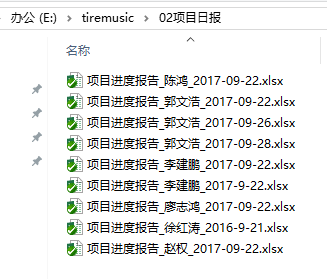 办公 (E:) › tiremusic › 02项目日报
名称
项目进度报告_陈鸿_2017-09-22.xlsx
项目进度报告_郭文浩_2017-09-22.xlsx
项目进度报告_郭文浩_2017-09-26.xlsx
项目进度报告_郭文浩_2017-09-28.xlsx
项目进度报告_李建鹏_2017-09-22.xlsx
项目进度报告_李建鹏_2017-9-22.xlsx
项目进度报告_廖志鸿_2017-09-22.xlsx
项目进度报告_徐红涛_2016-9-21.xlsx
项目进度报告_赵权_2017-09-22.xlsx